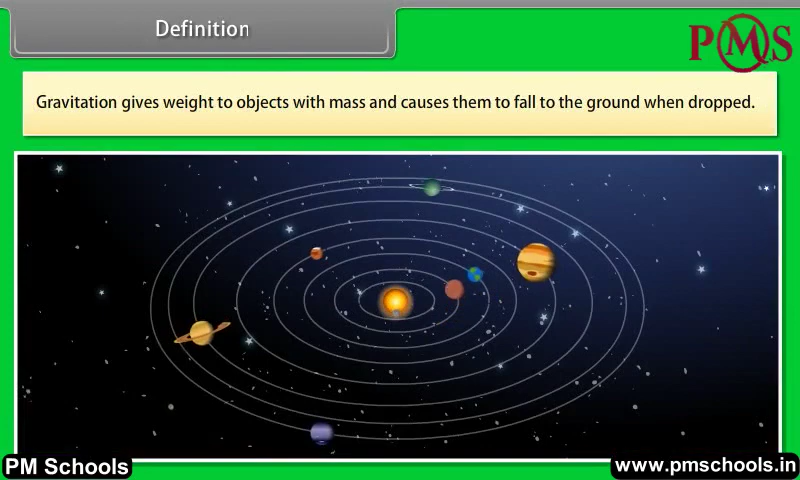 Definition
PMS
Gravitation gives weight to objects with mass and causes them to fall to the ground when dropped.
PM Schools
www.pmschools.in